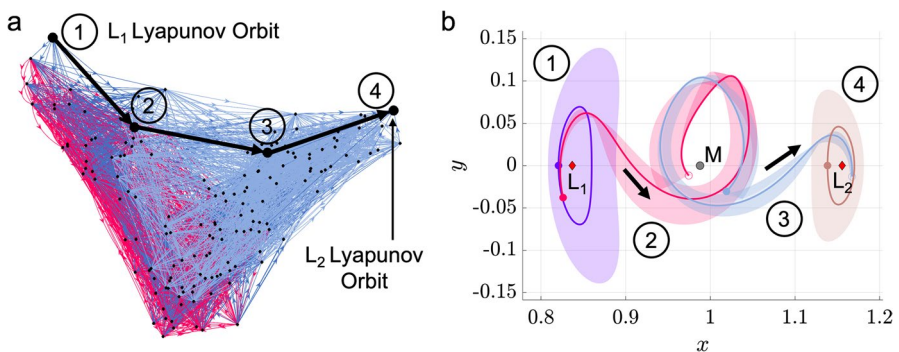 a
1 L₁ Lyapunov Orbit
2
3
4
L₂ Lyapunov
Orbit
b
0.15
0.1
0.05
0
-0.05
-0.1
-0.15
y
1
4
M
L₁
L₂
2
3
0.8 0.9 1 1.1 1.2
x